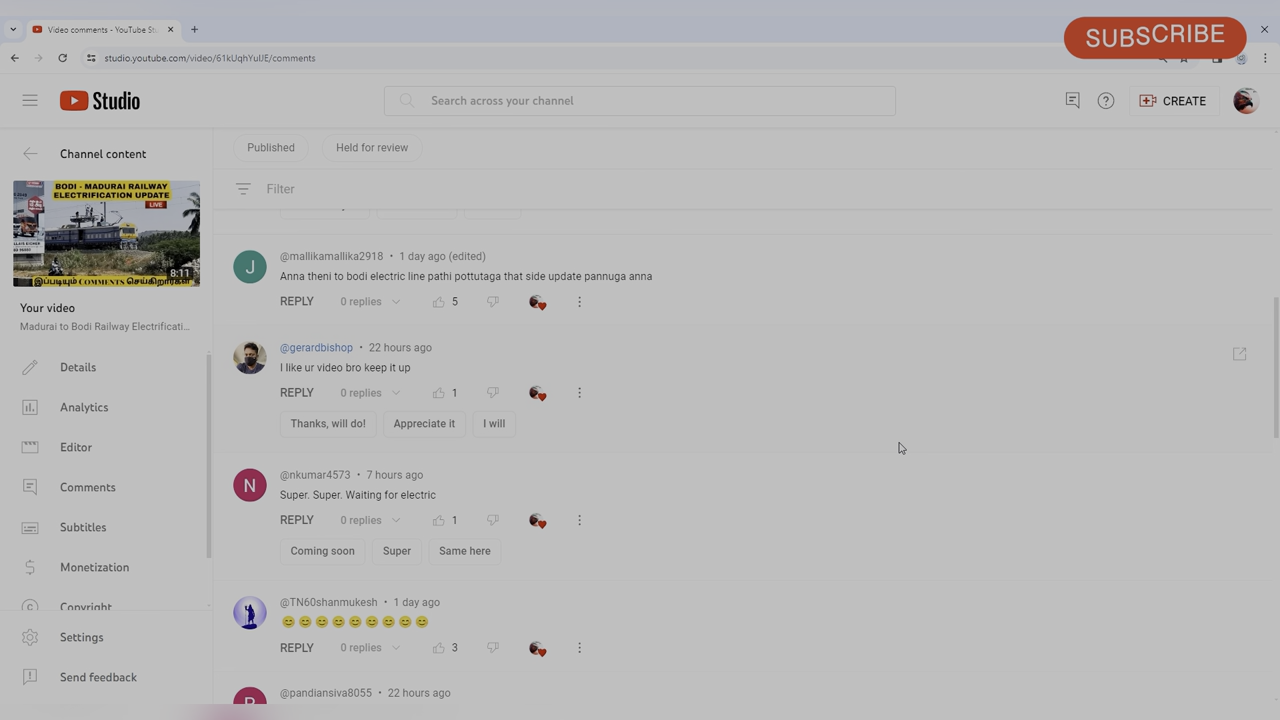 Video comments - YouTube St
SUBSCRIBE
studio.youtube.com/video/61kUqhYulJE/comments
Studio
Search across your channel
CREATE
Channel content
Published
Held for review
Filter
BODI - MADURAI RAILWAY
ELECTRIFICATION UPDATE
LIVE
8:11
இப்படியும் COMMENTS செய்கிறார்கள்
Your video
Madurai to Bodi Railway Electrificati...
Details
Analytics
Editor
Comments
Subtitles
Monetization
Copyright
Settings
Send feedback
@mallikamallika2918 • 1 day ago (edited)
J
Anna theni to bodi electric line pathi pottutaga that side update pannuga anna
REPLY 0 replies 5
@gerardbishop • 22 hours ago
I like ur video bro keep it up
REPLY 0 replies 1
Thanks, will do! Appreciate it I will
@nkumar4573 • 7 hours ago
N
Super. Super. Waiting for electric
REPLY 0 replies 1
Coming soon Super Same here
@TN60shanmukesh • 1 day ago
😊😊😊😊😊😊😊😊😊
REPLY 0 replies 3
@pandiansiva8055 • 22 hours ago